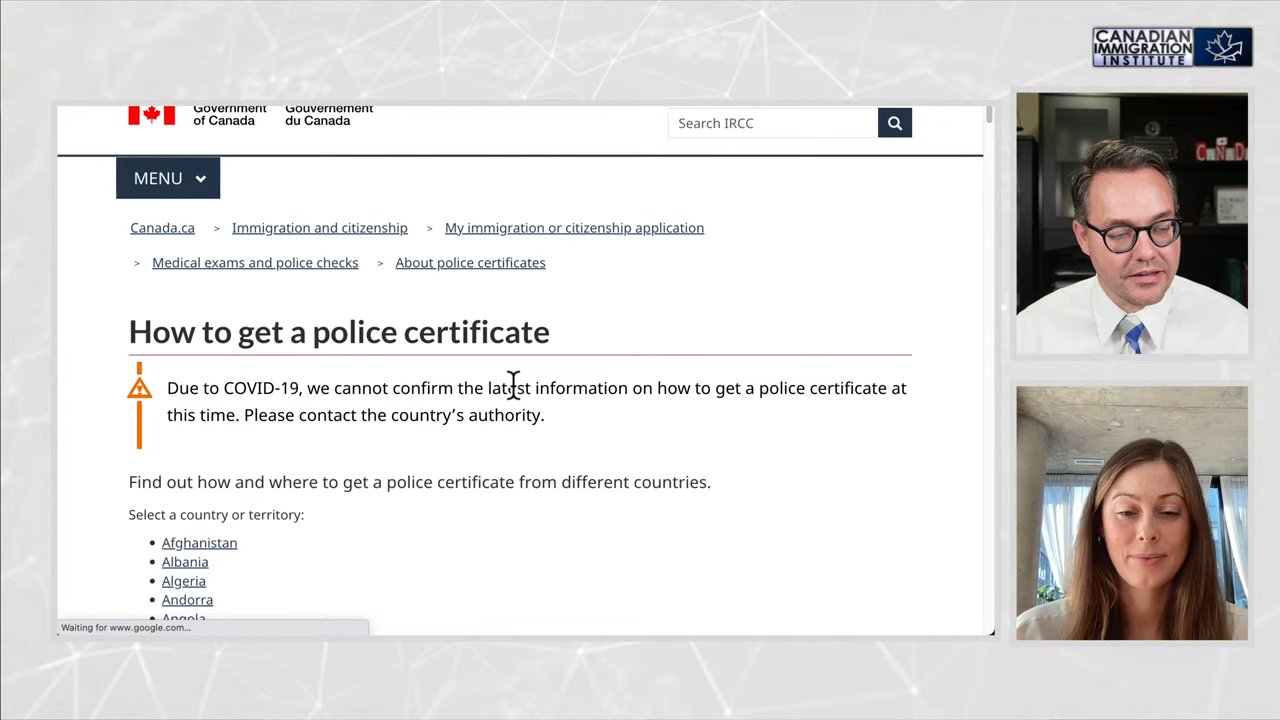 CANADIAN
IMMIGRATION
INSTITUTE
Government
of Canada
Gouvernement
du Canada
Search IRCC
MENU
Canada.ca > Immigration and citizenship > My immigration or citizenship application
> Medical exams and police checks > About police certificates
How to get a police certificate
Due to COVID-19, we cannot confirm the latest information on how to get a police certificate at
this time. Please contact the country’s authority.
Find out how and where to get a police certificate from different countries.
Select a country or territory:
• Afghanistan
• Albania
• Algeria
• Andorra
Angola
Waiting for www.google.com...